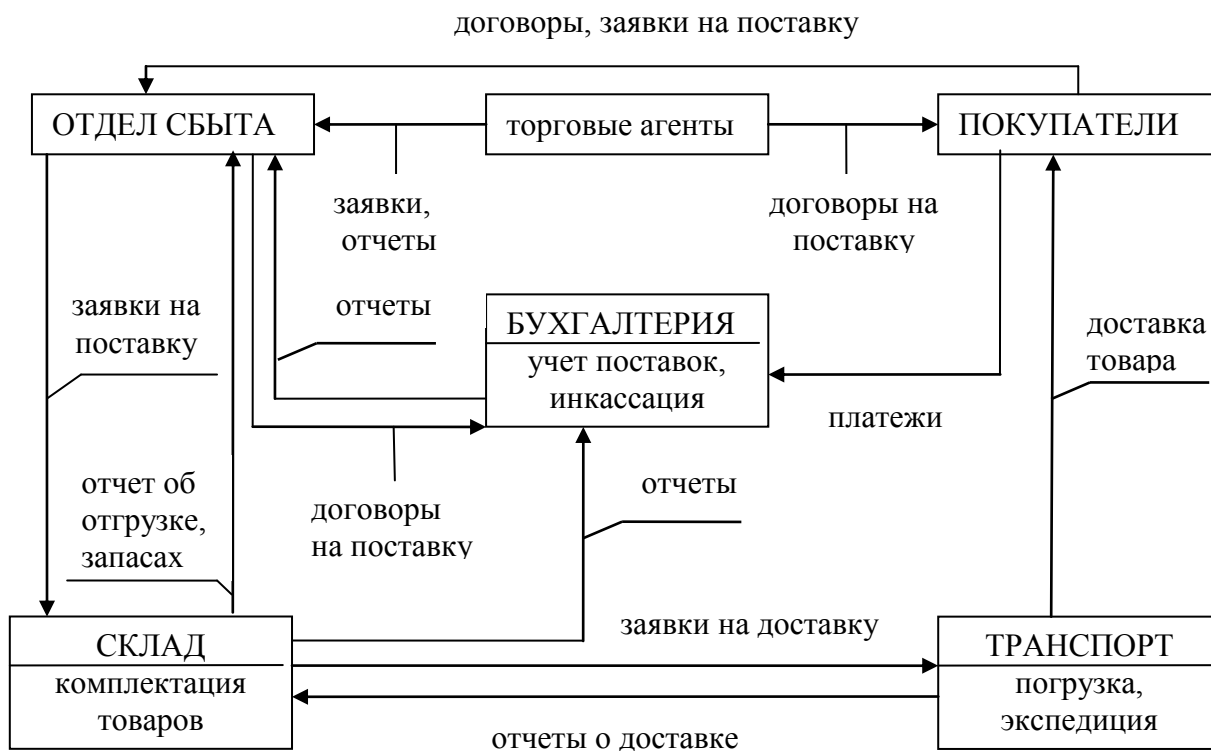 договоры, заявки на поставку
ОТДЕЛ СБЫТА
торговые агенты
ПОКУПАТЕЛИ
заявки,
отчеты
договоры на
поставку
заявки на
поставку
отчеты
БУХГАЛТЕРИЯ
учет поставок,
инкассация
доставка
товара
платежи
отчет об
отгрузке,
запасах
договоры
на поставку
отчеты
СКЛАД
комплектация
товаров
заявки на доставку
ТРАНСПОРТ
погрузка,
экспедиция
отчеты о доставке